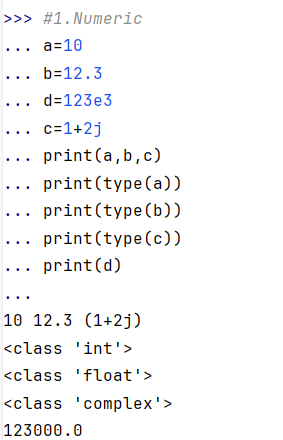 >>> #1.Numeric
... a=10
... b=12.3
... d=123e3
... c=1+2j
... print(a,b,c)
... print(type(a))
... print(type(b))
... print(type(c))
... print(d)
...
10 12.3 (1+2j)
<class 'int'>
<class 'float'>
<class 'complex'>
123000.0